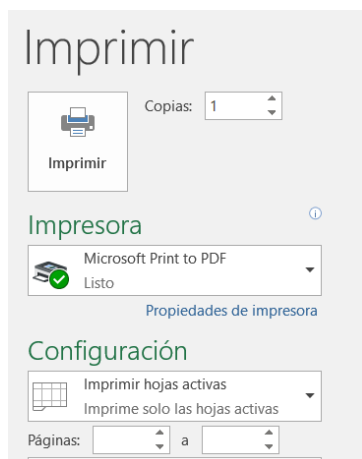 Imprimir
Copias: 1
Imprimir
Impresora
Microsoft Print to PDF
Listo
Propiedades de impresora
Configuración
Imprimir hojas activas
Imprime solo las hojas activas
Páginas: a